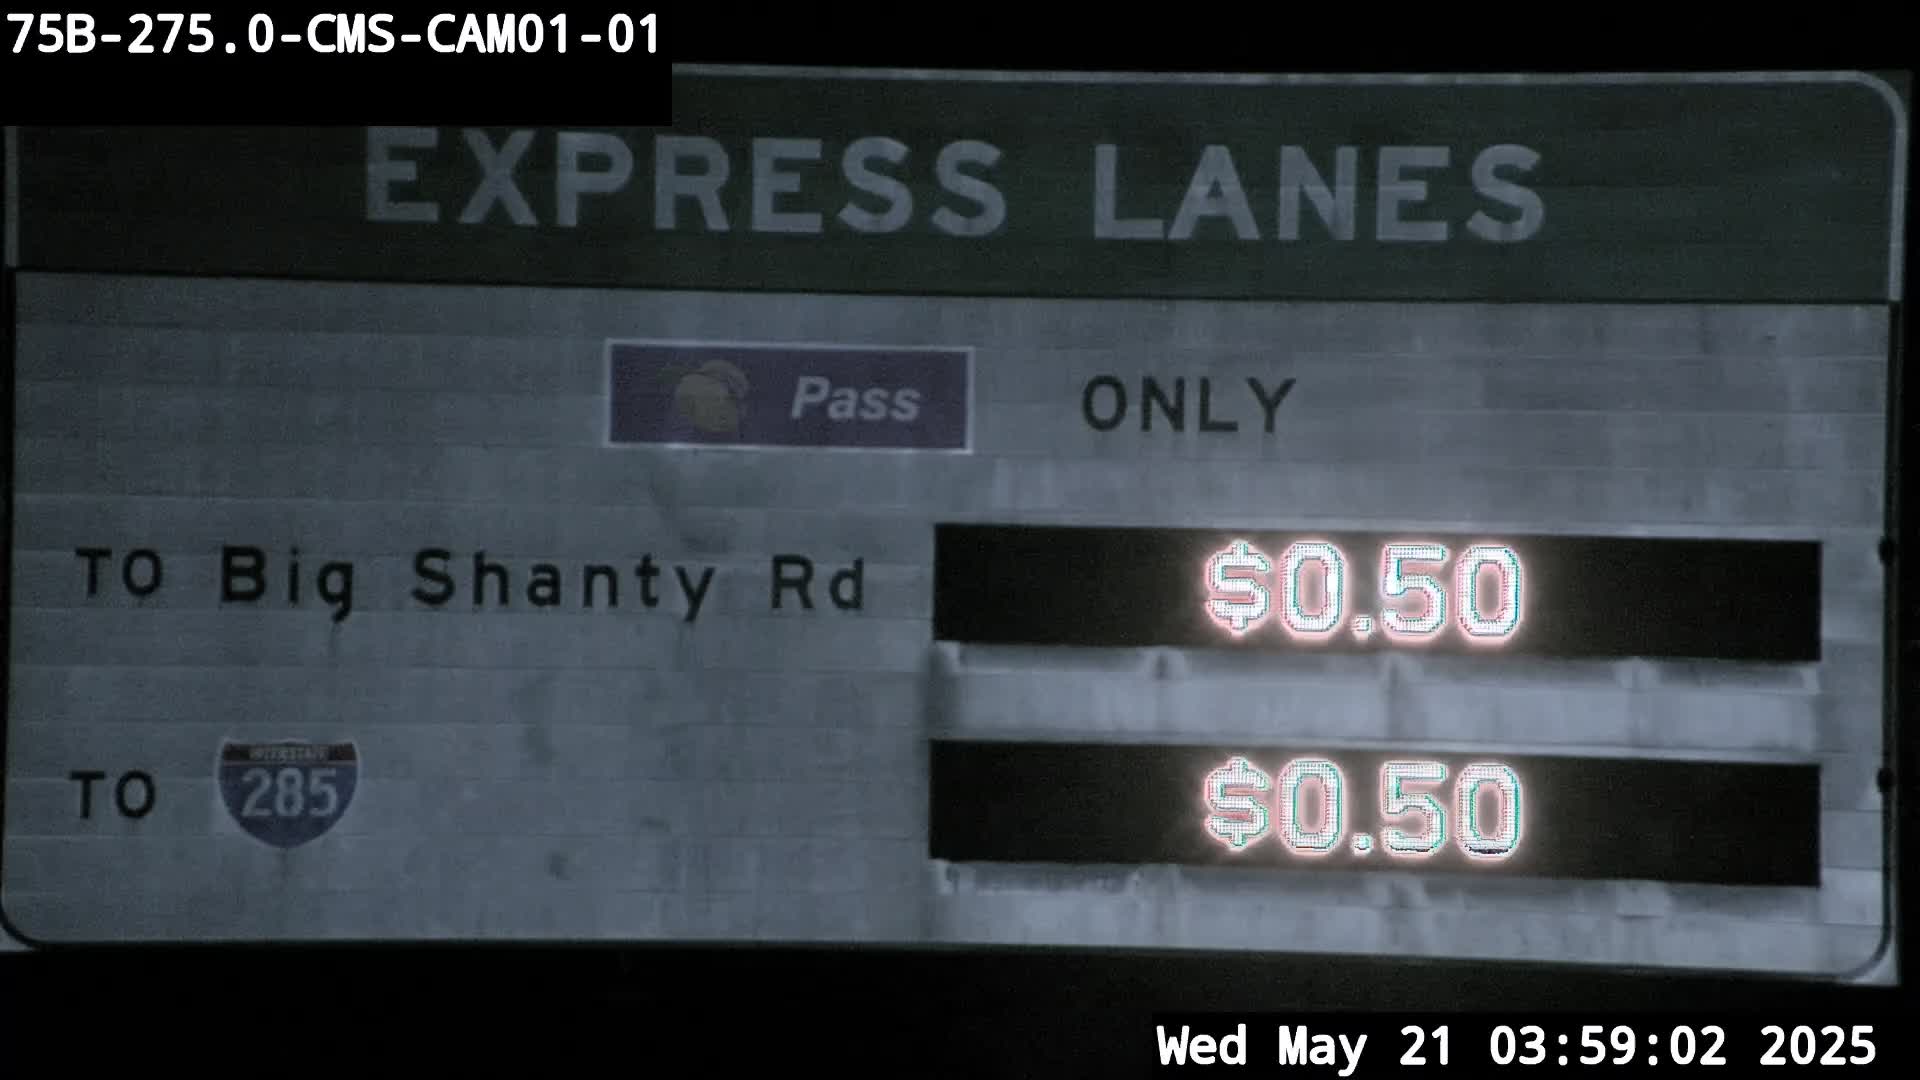 75B-275.0-CMS-CAM01-01
EXPRESS LANES
Pass ONLY
TO Big Shanty Rd $0.50
INTERSTATE
TO 285 $0.50
Wed May 21 03:59:02 2025